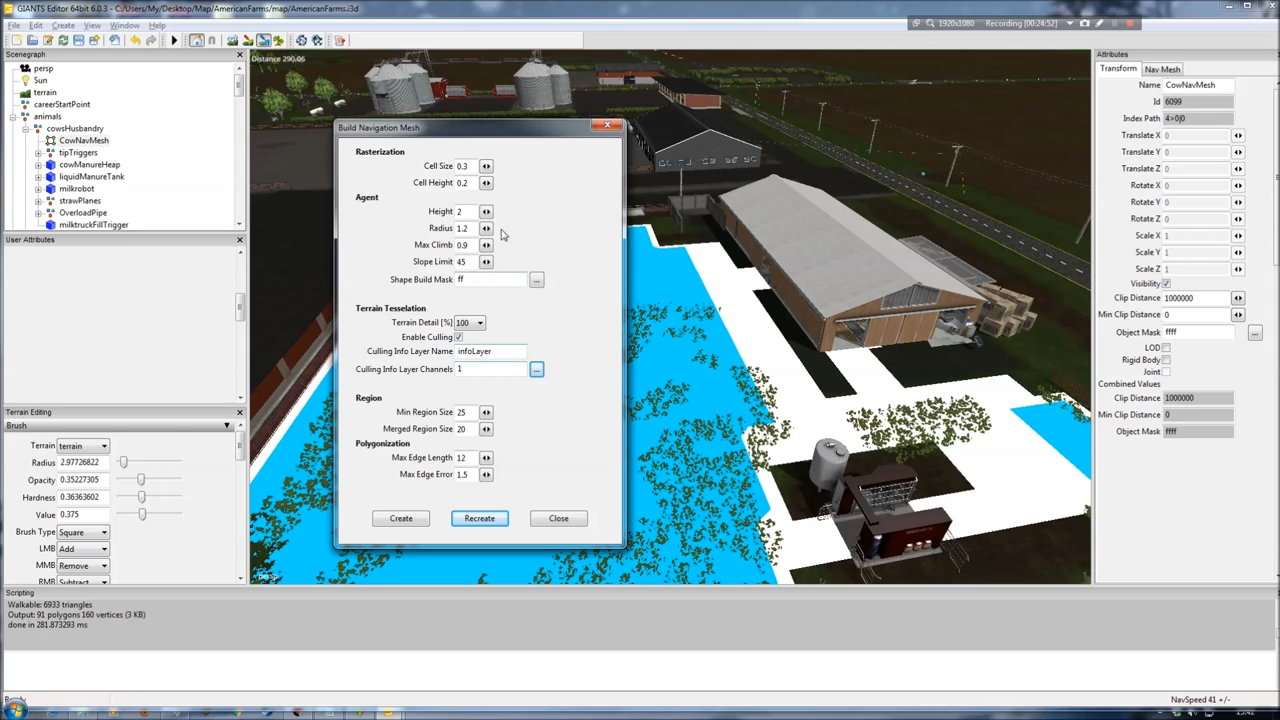 GIANTS Editor 64bit 6.0.3 - C:/Users/My/Desktop/Map/AmericanFarms/map/AmericanFarms.i3d
1920x1080
Recording [00:24:52]
File Edit Create View Window Help
Scenegraph
persp
Sun
terrain
careerStartPoint
animals
cowsHusbandry
CowNavMesh
tipTriggers
cowManureHeap
liquidManureTank
milkrobot
strawPlanes
OverloadPipe
milktruckFillTrigger
User Attributes
Terrain Editing
Brush
Terrain: terrain
Radius 2.97726822
Opacity 0.35227305
Hardness 0.36363602
Value 0.375
Brush Type Square
LMB Add
MMB Remove
RMB Subtract
Distance 290.06
persp
Build Navigation Mesh
Rasterization
Cell Size 0.3
Cell Height 0.2
Agent
Height 2
Radius 1.2
Max Climb 0.9
Slope Limit 45
Shape Build Mask ff ...
Terrain Tesselation
Terrain Detail [%] 100
Enable Culling
Culling Info Layer Name infoLayer
Culling Info Layer Channels 1 ...
Region
Min Region Size 25
Merged Region Size 20
Polygonization
Max Edge Length 12
Max Edge Error 1.5
Create Recreate Close
Attributes
Transform Nav Mesh
Name CowNavMesh
Id 6099
Index Path 4>0|0
Translate X 0
Translate Y 0
Translate Z 0
Rotate X 0
Rotate Y 0
Rotate Z 0
Scale X 1
Scale Y 1
Scale Z 1
Visibility
Clip Distance 1000000
Min Clip Distance 0
Object Mask ffff ...
LOD
Rigid Body
Joint
Combined Values
Clip Distance 1000000
Min Clip Distance 0
Object Mask ffff
Scripting
Walkable: 6933 triangles
Output: 91 polygons 160 vertices (3 KB)
done in 281.873293 ms
NavSpeed 41 +/-